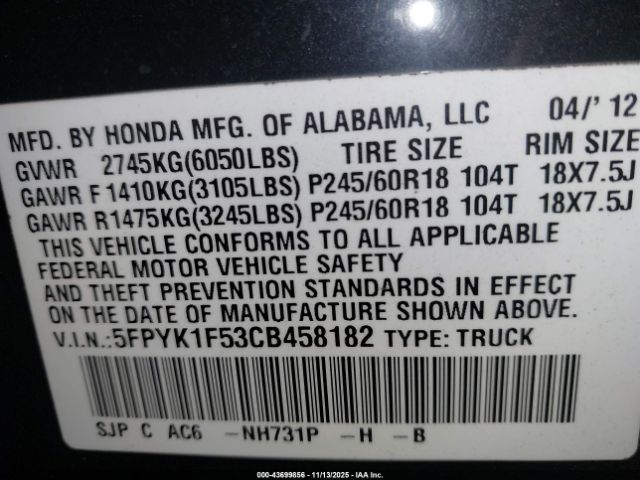 MFD. BY HONDA MFG. OF ALABAMA, LLC 04/' 12
GVWR 2745KG(6050LBS) TIRE SIZE RIM SIZE
GAWR F 1410KG(3105LBS) P245/60R18 104T 18X7.5J
GAWR R1475KG(3245LBS) P245/60R18 104T 18X7.5J
THIS VEHICLE CONFORMS TO ALL APPLICABLE
FEDERAL MOTOR VEHICLE SAFETY
AND THEFT PREVENTION STANDARDS IN EFFECT
ON THE DATE OF MANUFACTURE SHOWN ABOVE.
V.I.N.:5FPYK1F53CB458182 TYPE: TRUCK
SJP C AC6 -NH731P -H -B
000-43699856 - 11/13/2025 - IAA Inc.